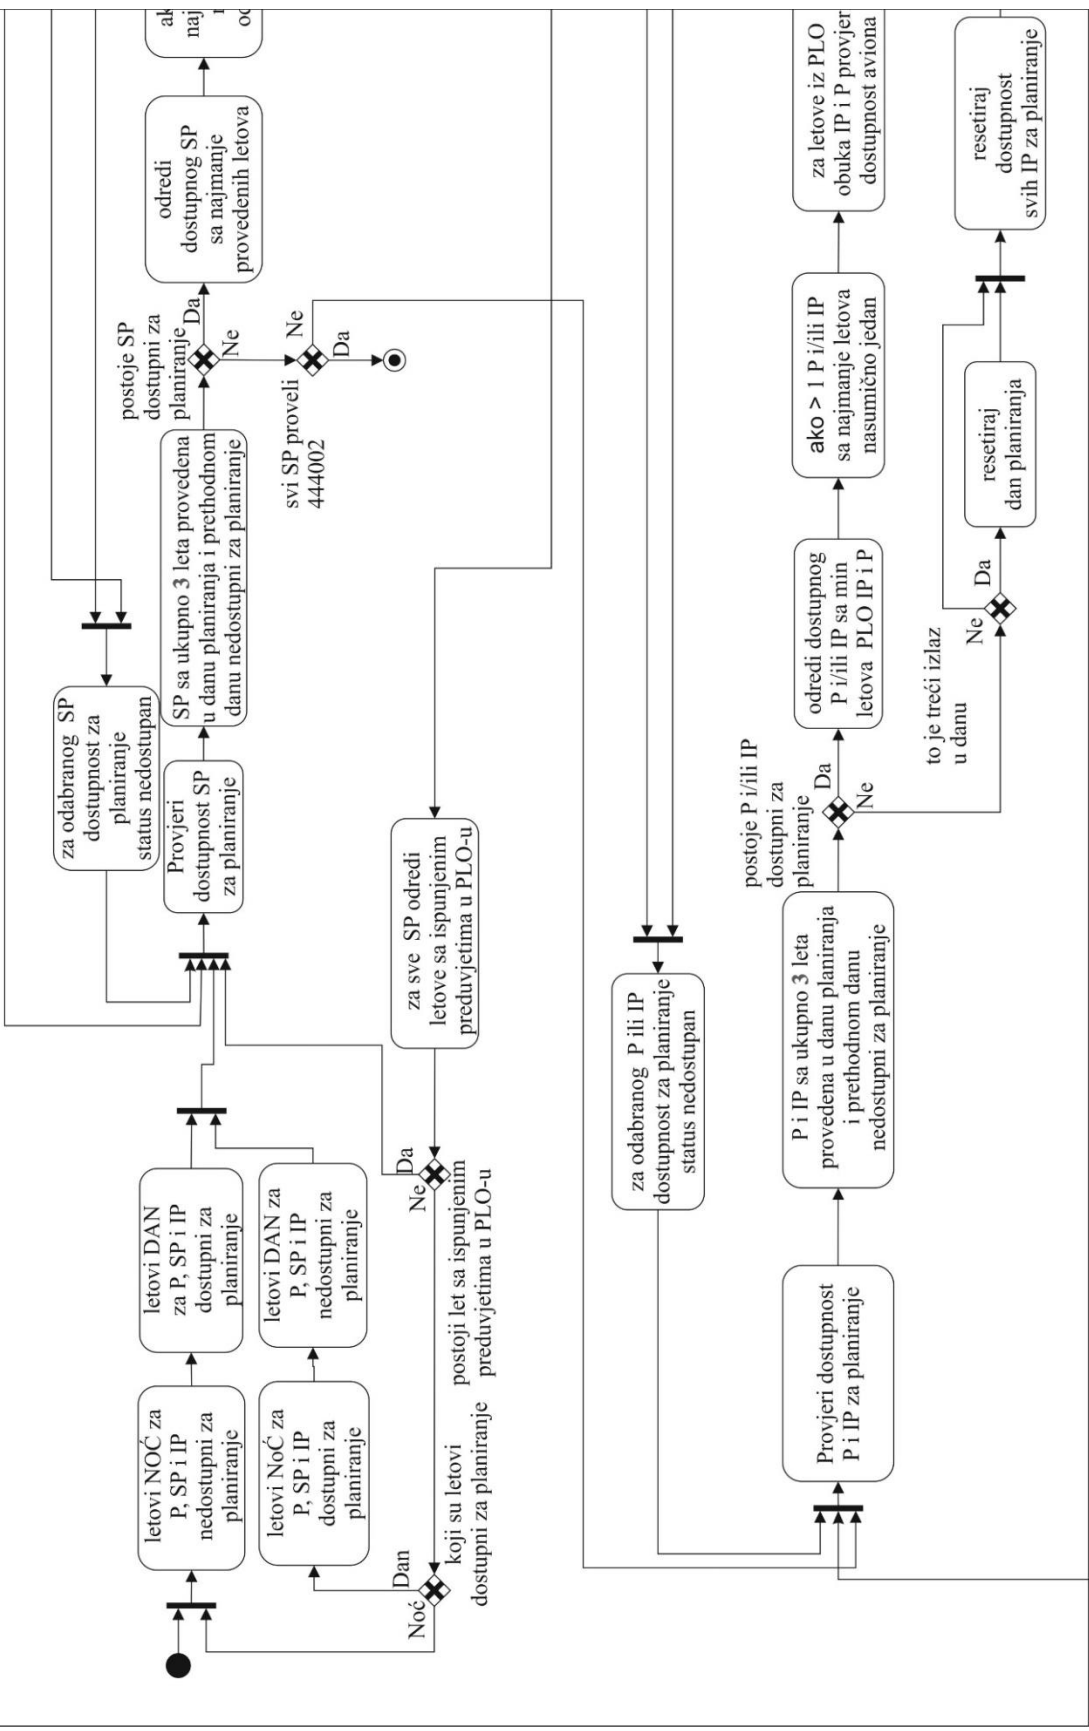 letovi NOĆ za
P, SP i IP
nedostupni za
planiranje
letovi DAN
za P, SP i IP
dostupni za
planiranje
letovi NoĆ za
P, SP i IP
dostupni za
planiranje
letovi DAN za
P, SP i IP
nedostupni za
planiranje
Noć
Dan
koji su letovi
dostupni za planiranje
Ne
Da
postoji let sa ispunjenim
preduvjetima u PLO-u
za sve SP odredi
letove sa ispunjenim
preduvjetima u PLO-u
za odabranog SP
dostupnost za
planiranje
status nedostupan
Provjeri
dostupnost SP
za planiranje
SP sa ukupno 3 leta provedena
u danu planiranja i prethodnom
danu nedostupni za planiranje
postoje SP
dostupni za
planiranje
Da
Ne
svi SP proveli
444002
Ne
Da
odredi
dostupnog SP
sa najmanje
provedenih letova
ak
naj
od
Provjeri dostupnost
P i IP za planiranje
za odabranog P ili IP
dostupnost za planiranje
status nedostupan
P i IP sa ukupno 3 leta
provedena u danu planiranja
i prethodnom danu
nedostupni za planiranje
postoje P i/ili IP
dostupni za
planiranje
Da
Ne
odredi dostupnog
P i/ili IP sa min
letova PLO IP i P
ako > 1 P i/ili IP
sa najmanje letova
nasumično jedan
za letove iz PLO
obuka IP i P provjer
dostupnost aviona
to je treći izlaz
u danu
Ne
Da
resetiraj
dan planiranja
resetiraj
dostupnost
svih IP za planiranje